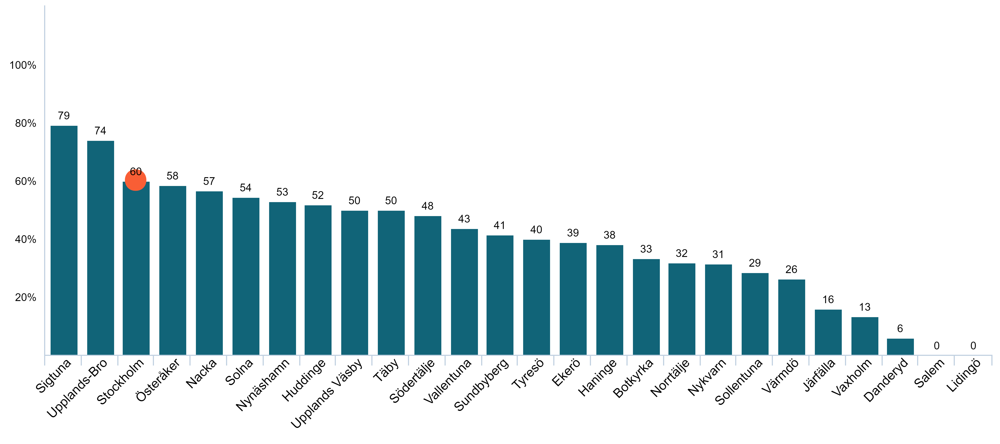 100%
80%
60%
40%
20%
79
74
60
58
57
54
53
52
50
50
48
43
41
40
39
38
33
32
31
29
26
16
13
6
0
0
Sigtuna
Upplands-Bro
Stockholm
Österåker
Nacka
Solna
Nynäshamn
Huddinge
Upplands Väsby
Täby
Södertälje
Vallentuna
Sundbyberg
Tyresö
Ekerö
Haninge
Botkyrka
Norrtälje
Nykvarn
Sollentuna
Värmdö
Järfälla
Vaxholm
Danderyd
Salem
Lidingö